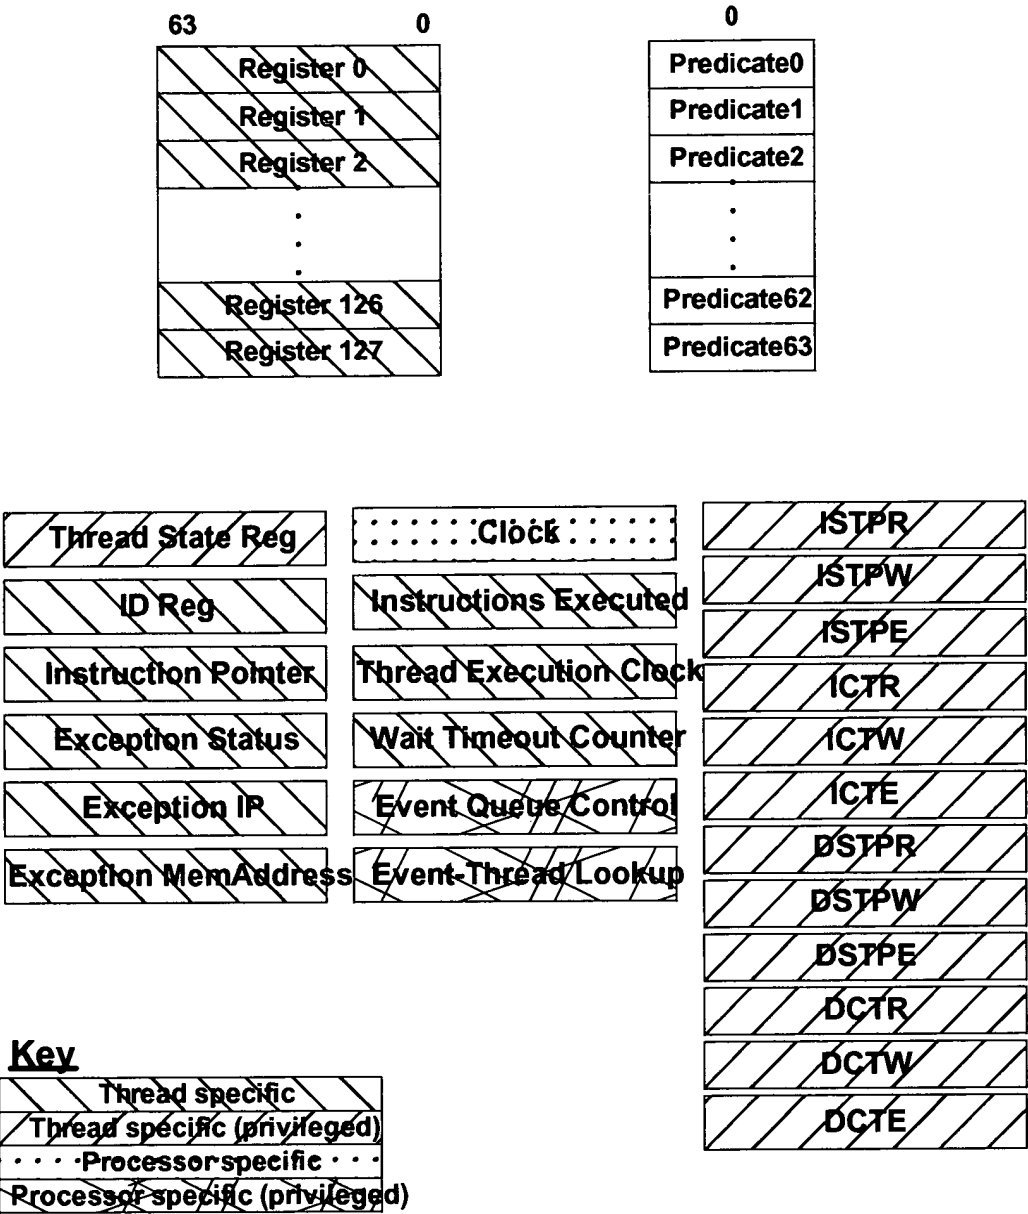 63 0
Register 0
Register 1
Register 2
Register 126
Register 127
0
Predicate0
Predicate1
Predicate2
Predicate62
Predicate63
Thread State Reg
ID Reg
Instruction Pointer
Exception Status
Exception IP
Exception MemAddress
Clock
Instructions Executed
Thread Execution Clock
Wait Timeout Counter
Event Queue Control
Event-Thread Lookup
ISTPR
ISTPW
ISTPE
ICTR
ICTW
ICTE
DSTPR
DSTPW
DSTPE
DCTR
DCTW
DCTE
Key
Thread specific
Thread specific (privileged)
Processor specific
Processor specific (privileged)